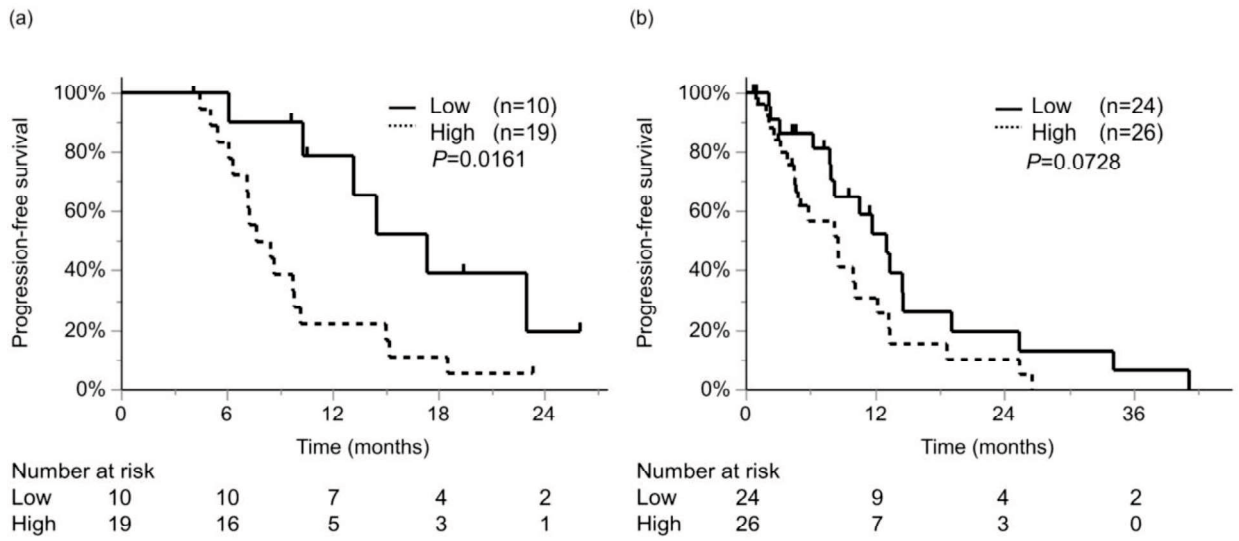 (a)
Progression-free survival
100%
80%
60%
40%
20%
0%
Low (n=10)
High (n=19)
P=0.0161
0 6 12 18 24
Time (months)
Number at risk
Low 10 10 7 4 2
High 19 16 5 3 1
(b)
Progression-free survival
100%
80%
60%
40%
20%
0%
Low (n=24)
High (n=26)
P=0.0728
0 12 24 36
Time (months)
Number at risk
Low 24 9 4 2
High 26 7 3 0